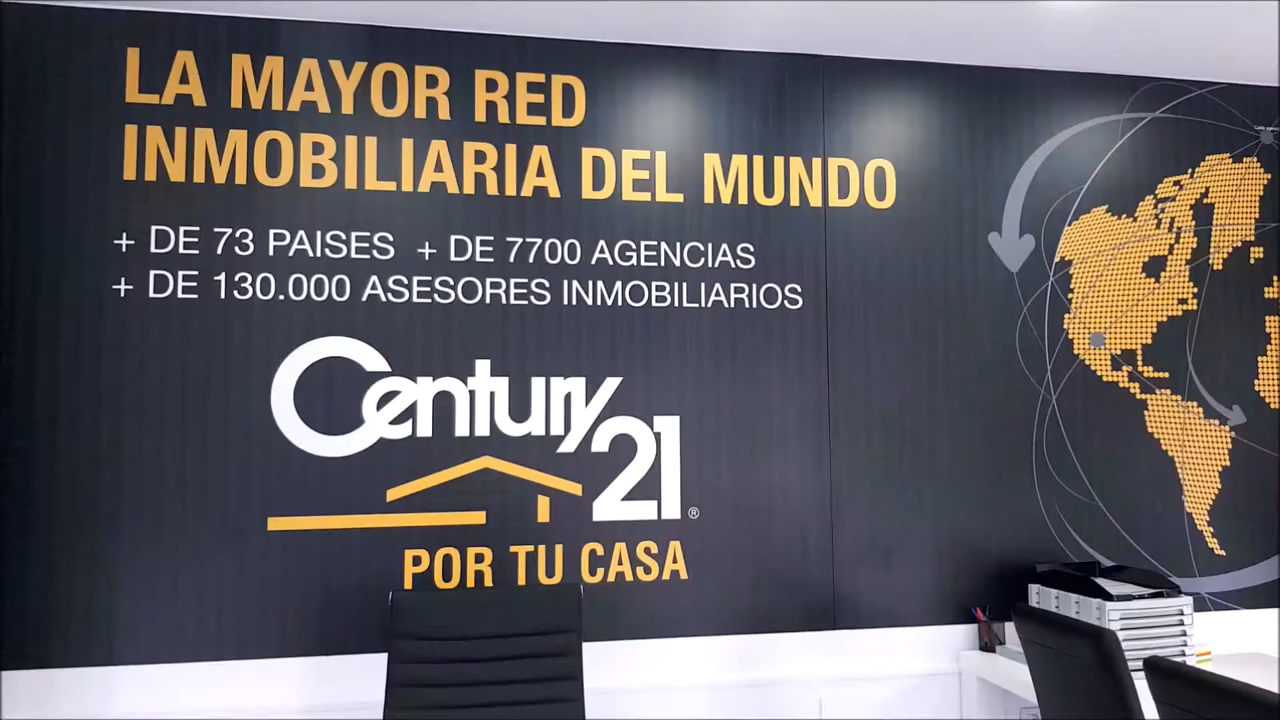 LA MAYOR RED
INMOBILIARIA DEL MUNDO
+ DE 73 PAISES + DE 7700 AGENCIAS
+ DE 130.000 ASESORES INMOBILIARIOS
Century
21®
POR TU CASA